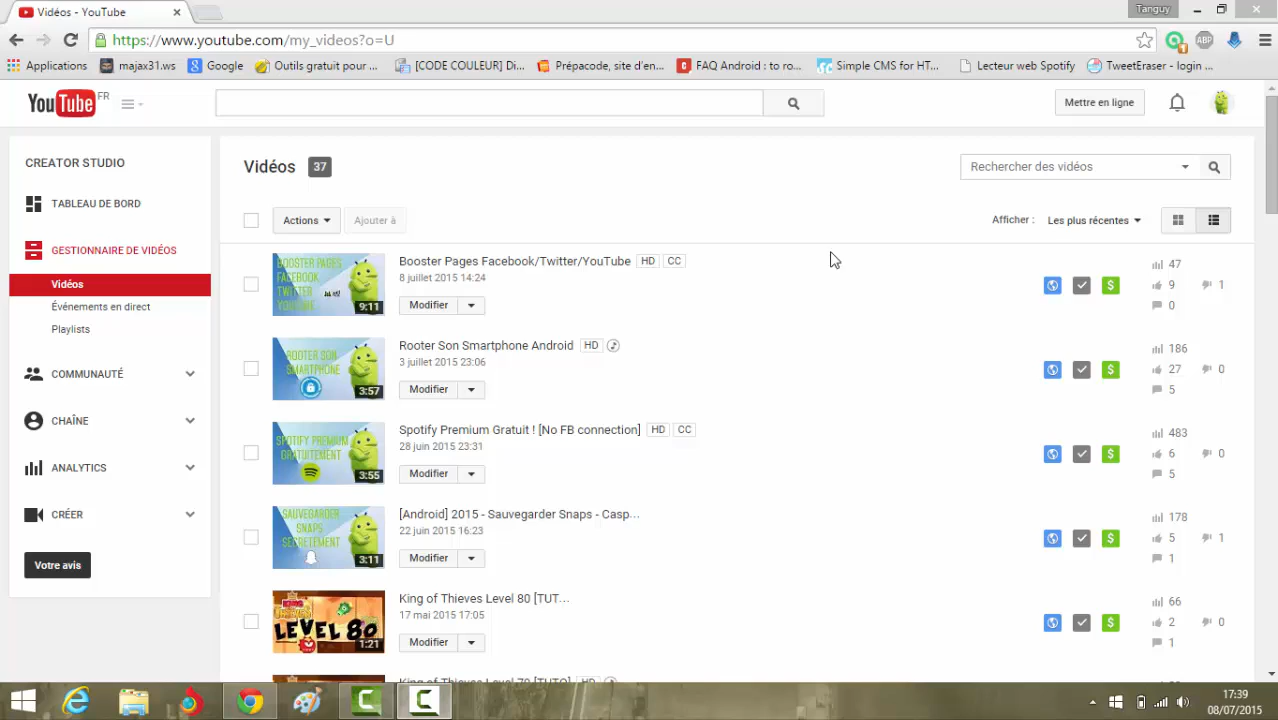 Vidéos - YouTube
Tanguy
https://www.youtube.com/my_videos?o=U
ABP
Applications
majax31.ws
Google
Outils gratuit pour ...
[CODE COULEUR] Di...
Prépacode, site d'en...
FAQ Android : to ro...
Simple CMS for HT...
Lecteur web Spotify
TweetEraser - login ...
YouTube FR
Mettre en ligne
CREATOR STUDIO
TABLEAU DE BORD
GESTIONNAIRE DE VIDÉOS
Vidéos
Événements en direct
Playlists
COMMUNAUTÉ
CHAÎNE
ANALYTICS
CRÉER
Votre avis
Vidéos 37
Rechercher des vidéos
Actions
Ajouter à
Afficher :
Les plus récentes
BOOSTER PAGES
FACEBOOK
TWITTER
YOUTUBE
9:11
Booster Pages Facebook/Twitter/YouTube HD CC
8 juillet 2015 14:24
Modifier
$
47
9 1
0
ROOTER SON
SMARTPHONE
3:57
Rooter Son Smartphone Android HD
3 juillet 2015 23:06
Modifier
$
186
27 0
5
SPOTIFY PREMIUM
GRATUITEMENT
3:55
Spotify Premium Gratuit ! [No FB connection] HD CC
28 juin 2015 23:31
Modifier
$
483
6 0
5
SAUVEGARDER
SNAPS
SECRETEMENT
3:11
[Android] 2015 - Sauvegarder Snaps - Casp...
22 juin 2015 16:23
Modifier
$
178
5 1
1
LEVEL 80
1:21
King of Thieves Level 80 [TUT...
17 mai 2015 17:05
Modifier
$
66
2 0
1
King of Thieves Level 70 [TUTO] HD
17:39
08/07/2015